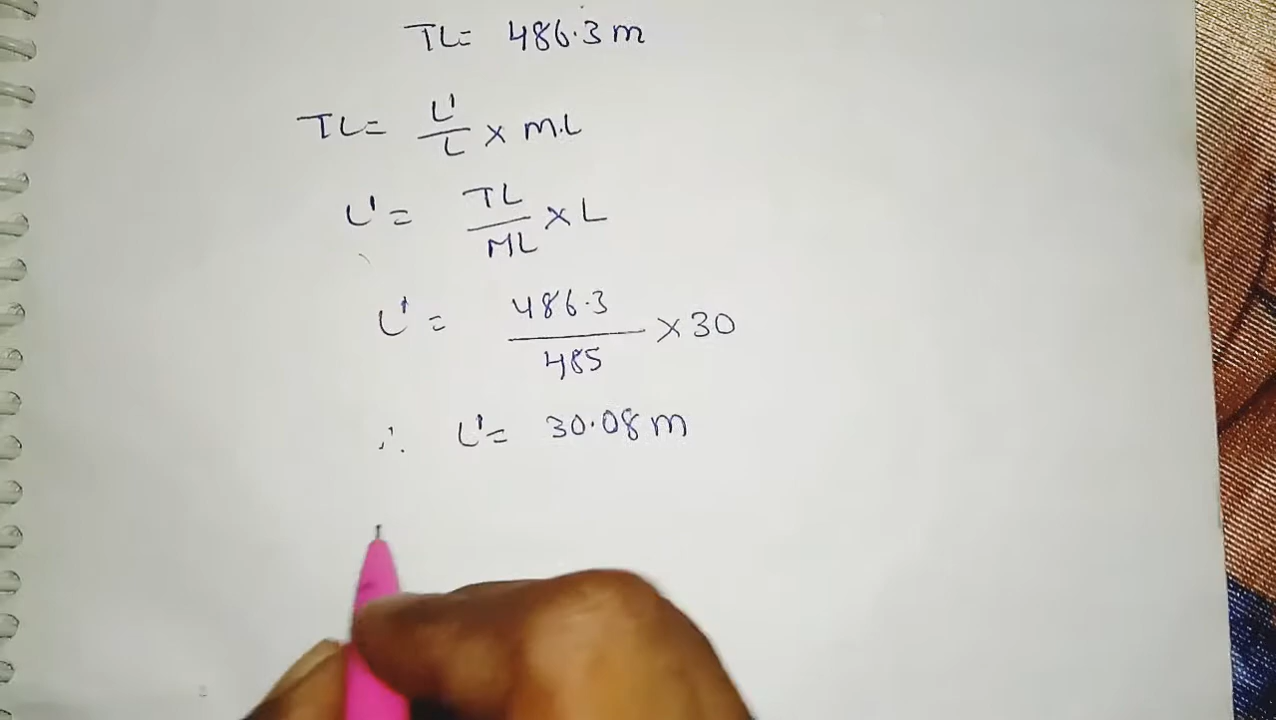 TL= 486.3 m
TL= L'/L × M.L
L' = TL/ML × L
L' = 486.3/485 × 30
∴ L' = 30.08 m